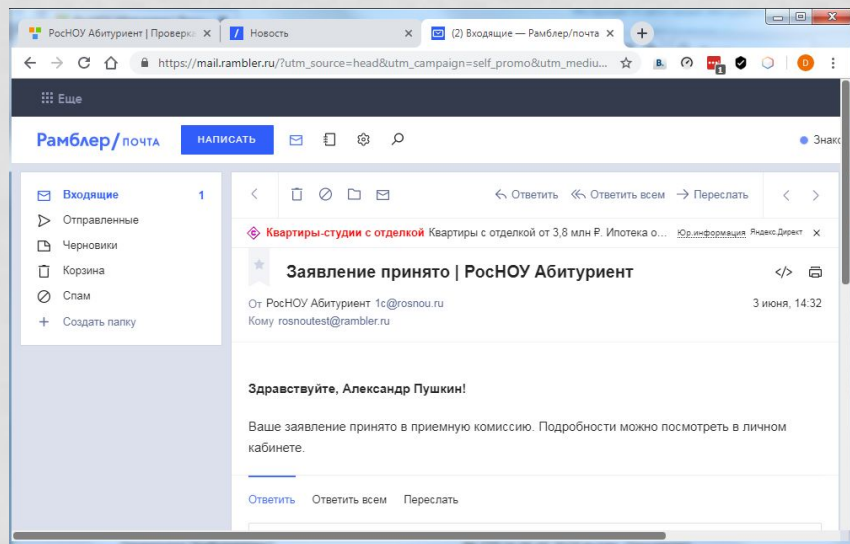 РосНОУ Абитуриент | Проверка
Новость
(2) Входящие — Рамблер/почта
https://mail.rambler.ru/?utm_source=head&utm_campaign=self_promo&utm_mediu...
Еще
Рамблер/почта
НАПИСАТЬ
Знако
Входящие 1
Отправленные
Черновики
Корзина
Спам
+ Создать папку
Ответить
Ответить всем
Переслать
Квартиры-студии с отделкой Квартиры с отделкой от 3,8 млн ₽. Ипотека о... Юр.информация Яндекс.Директ
Заявление принято | РосНОУ Абитуриент
От РосНОУ Абитуриент 1c@rosnou.ru 3 июня, 14:32
Кому rosnoutest@rambler.ru
Здравствуйте, Александр Пушкин!
Ваше заявление принято в приемную комиссию. Подробности можно посмотреть в личном
кабинете.
Ответить Ответить всем Переслать